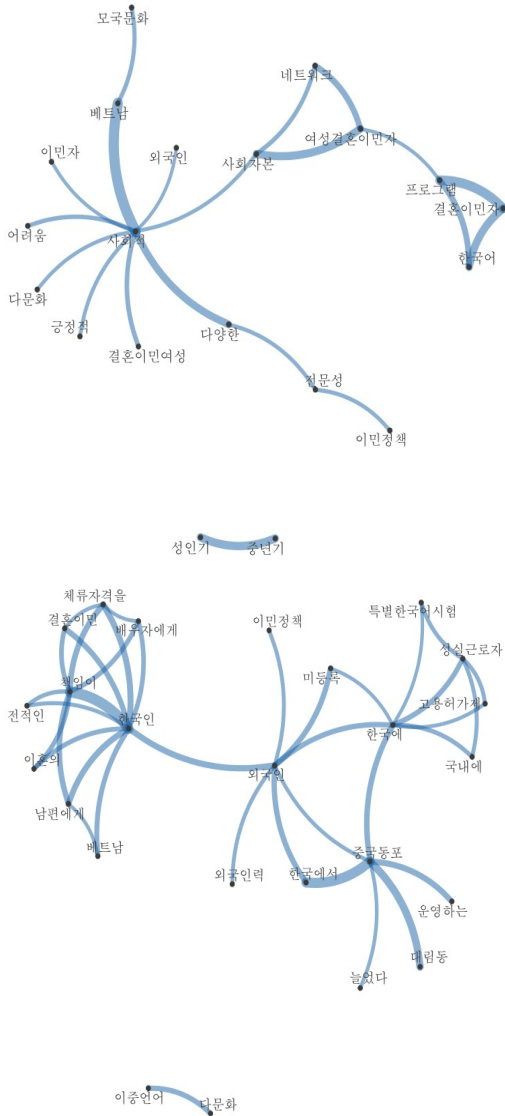 모국문화
네트워크
베트남
여성결혼이민자
이민자
외국인
사회자본
프로그램
결혼이민자
어려움
사회적
한국어
다문화
긍정적
다양한
결혼이민여성
전문성
이민정책
성인기
중년기
체류자격을
결혼이민
배우자에게
이민정책
특별한국어시험
성실근로자
책임이
미등록
전적인
한국인
한국에
고용허가제
이혼의
외국인
국내에
남편에게
베트남
중국동포
외국인력
한국에서
운영하는
대림동
늘었다
이중언어
다문화